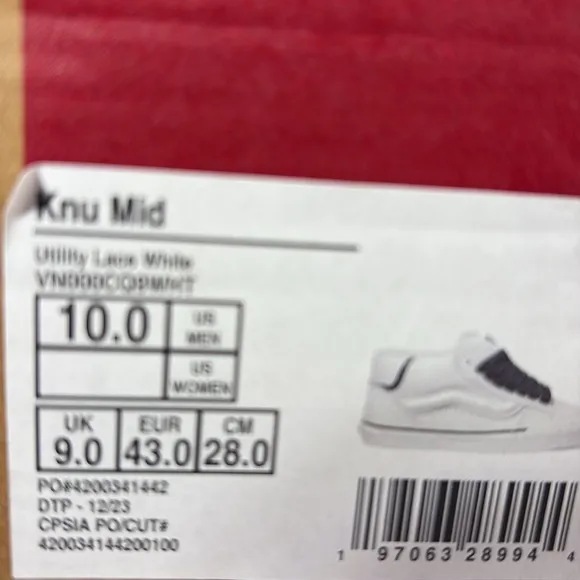 Knu Mid
Utility Lace White
10.0 US MEN
US WOMEN
UK EUR CM
9.0 43.0 28.0
PO#4200341442
DTP - 12/23
CPSIA PO/CUT#
420034144200100
1 97063 28994 4